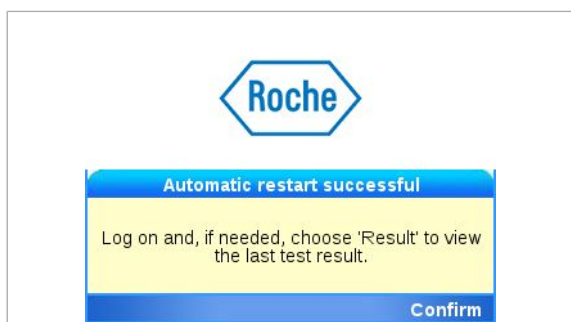 Roche
Automatic restart successful
Log on and, if needed, choose 'Result' to view
the last test result.
Confirm